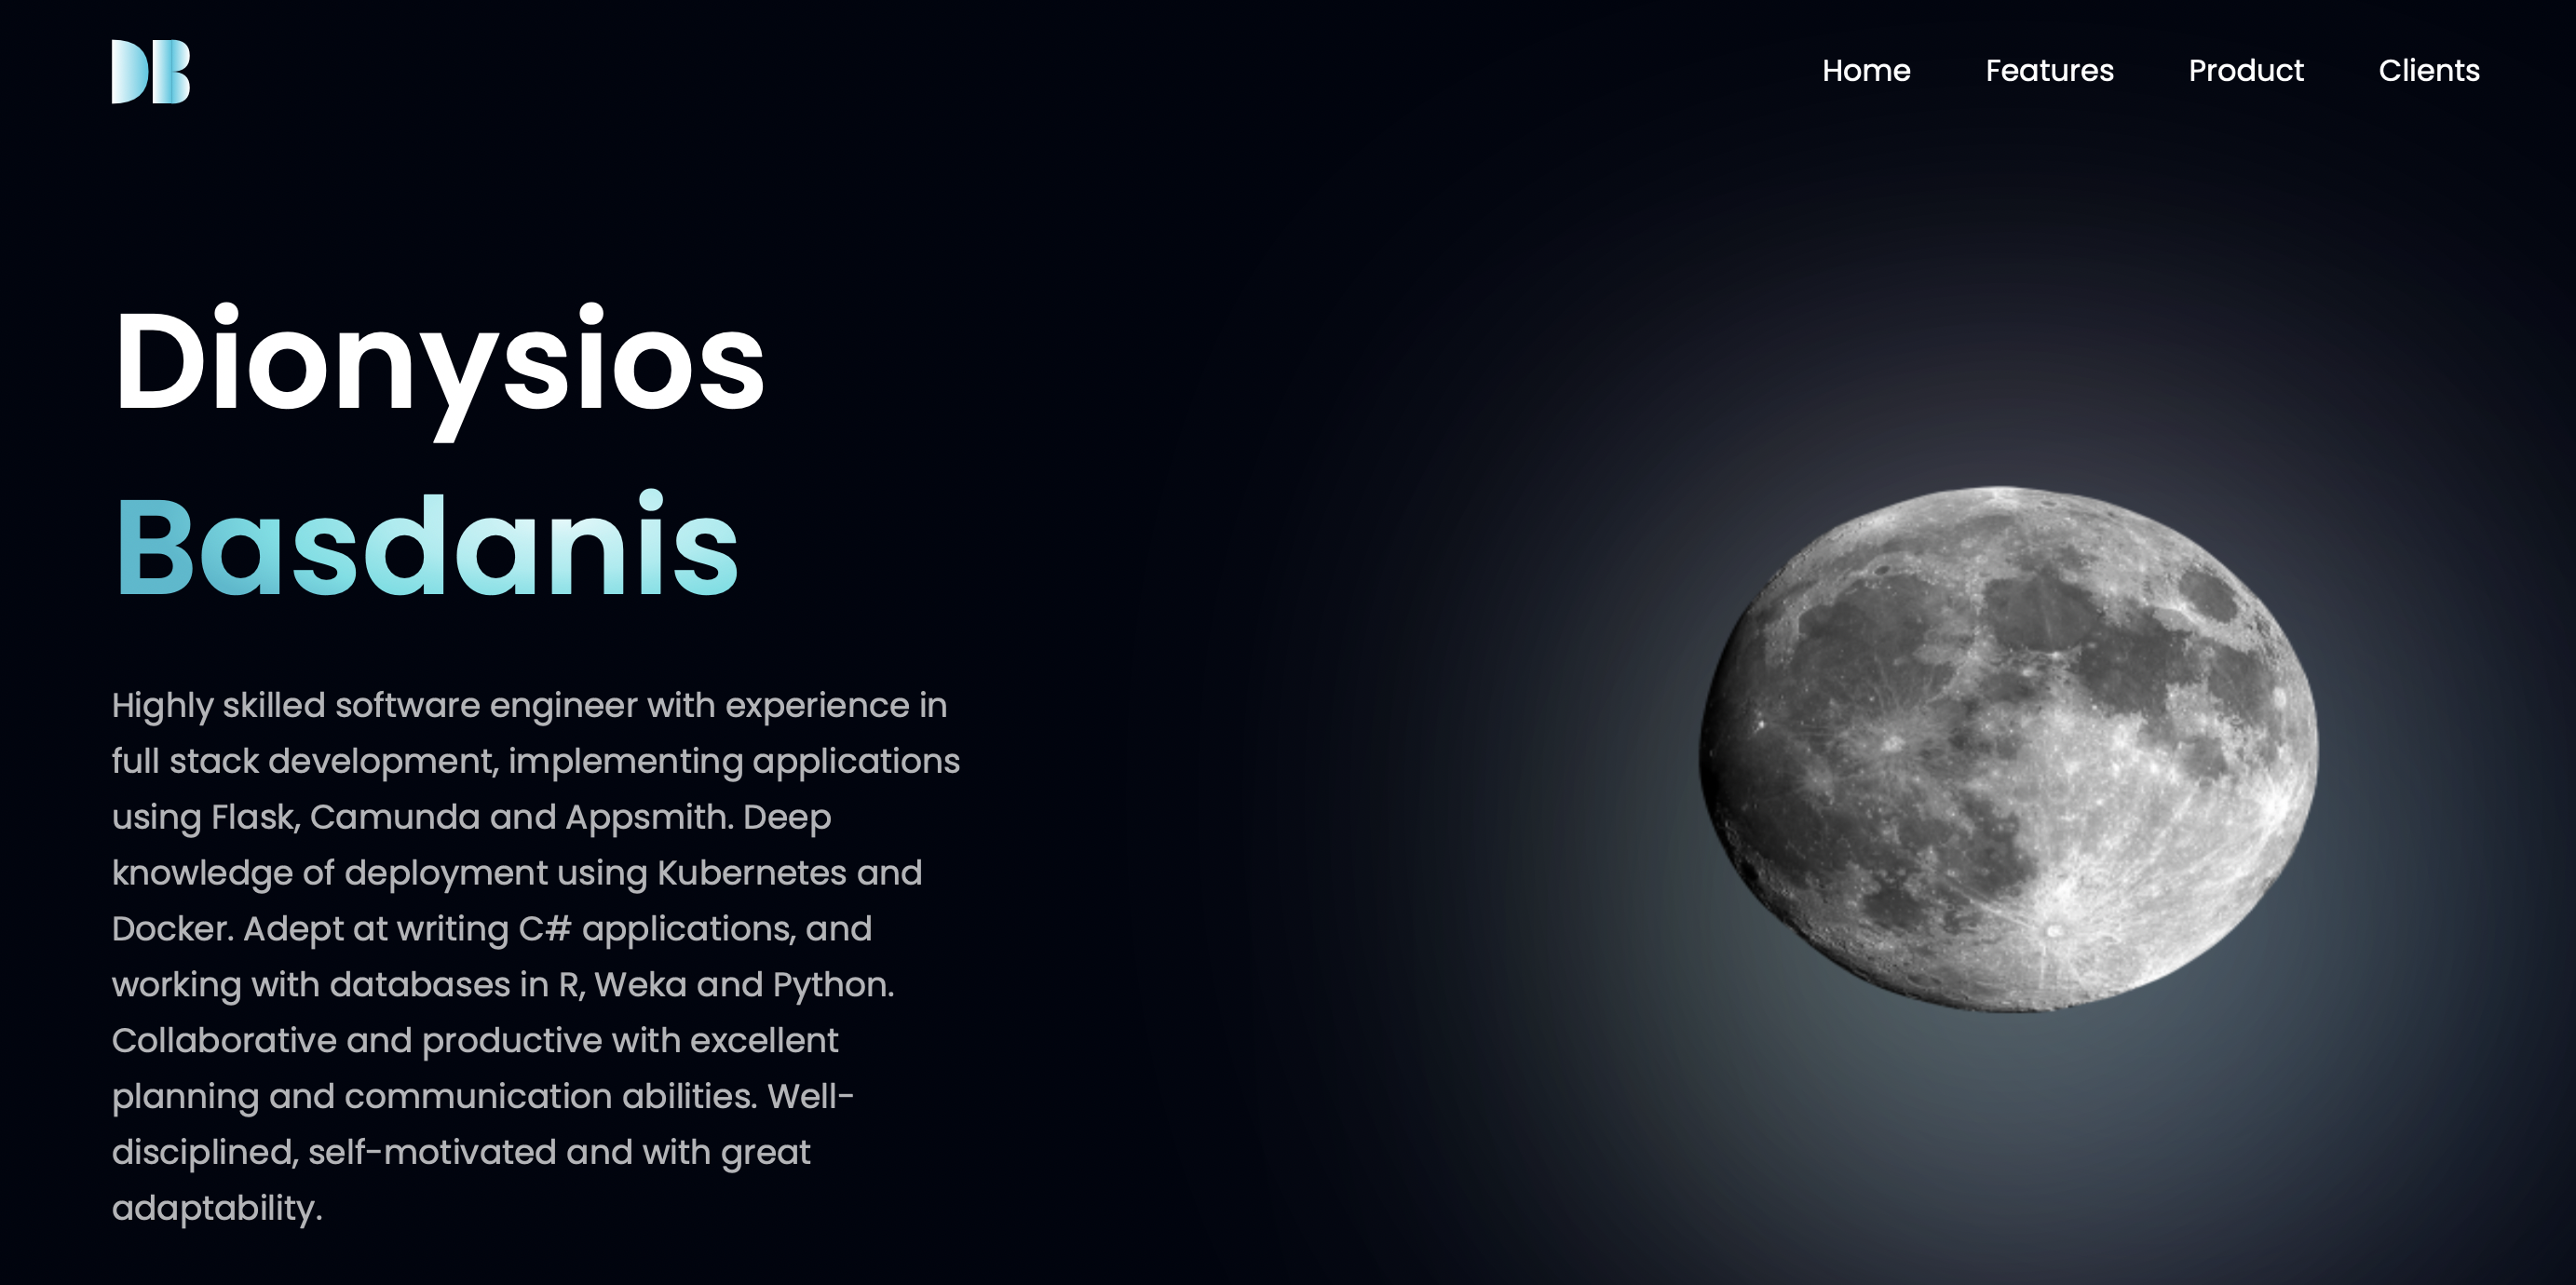 DB
Home Features Product Clients
Dionysios
Basdanis
Highly skilled software engineer with experience in
full stack development, implementing applications
using Flask, Camunda and Appsmith. Deep
knowledge of deployment using Kubernetes and
Docker. Adept at writing C# applications, and
working with databases in R, Weka and Python.
Collaborative and productive with excellent
planning and communication abilities. Well-
disciplined, self-motivated and with great
adaptability.